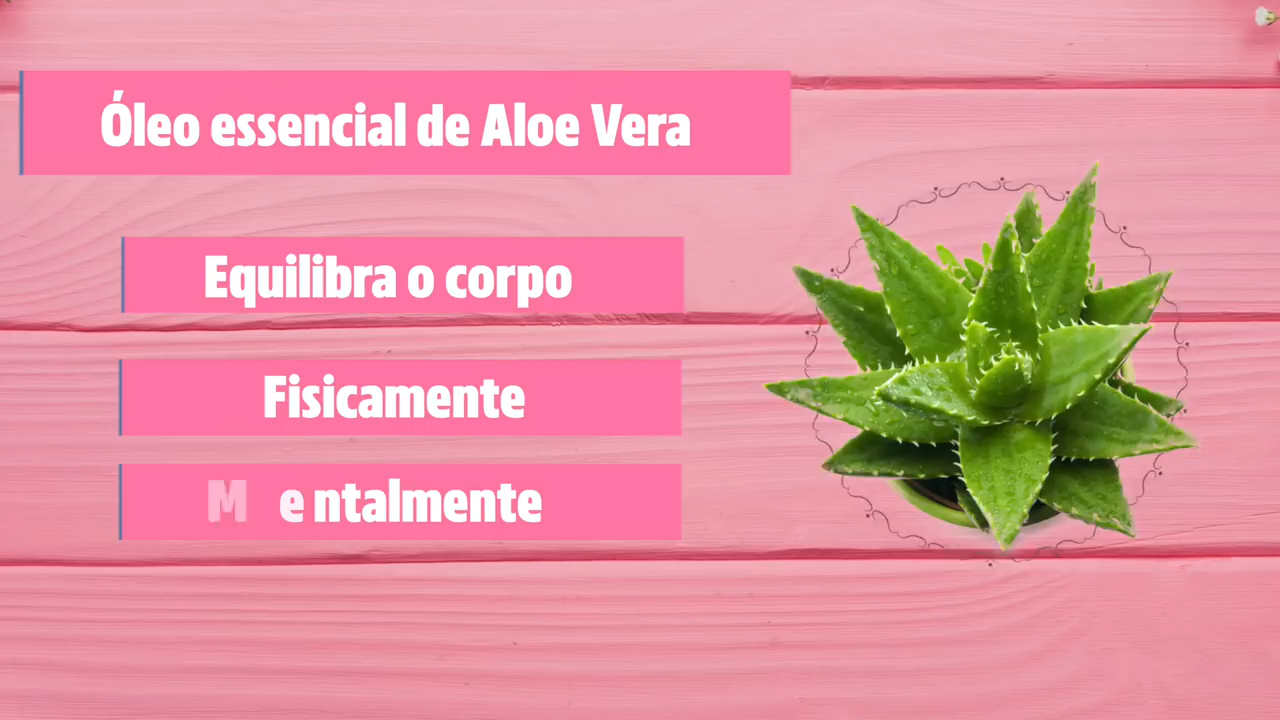 Óleo essencial de Aloe Vera
Equilibra o corpo
Fisicamente
Mentalmente